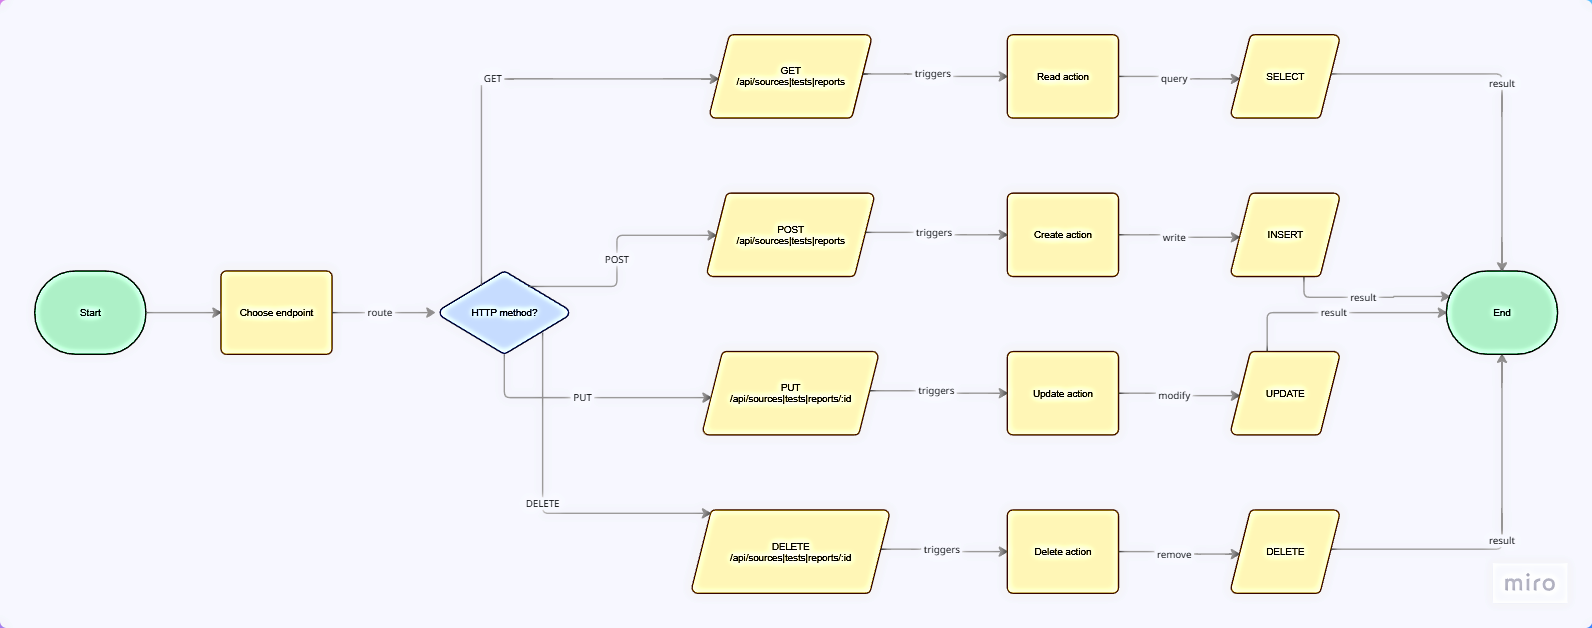 GET
GET
/api/sources|tests|reports
triggers
Read action
query
SELECT
result
POST
POST
/api/sources|tests|reports
triggers
Create action
write
INSERT
result
Start
Choose endpoint
route
HTTP method?
result
End
PUT
PUT
/api/sources|tests|reports/:id
triggers
Update action
modify
UPDATE
DELETE
DELETE
/api/sources|tests|reports/:id
triggers
Delete action
remove
DELETE
result
miro